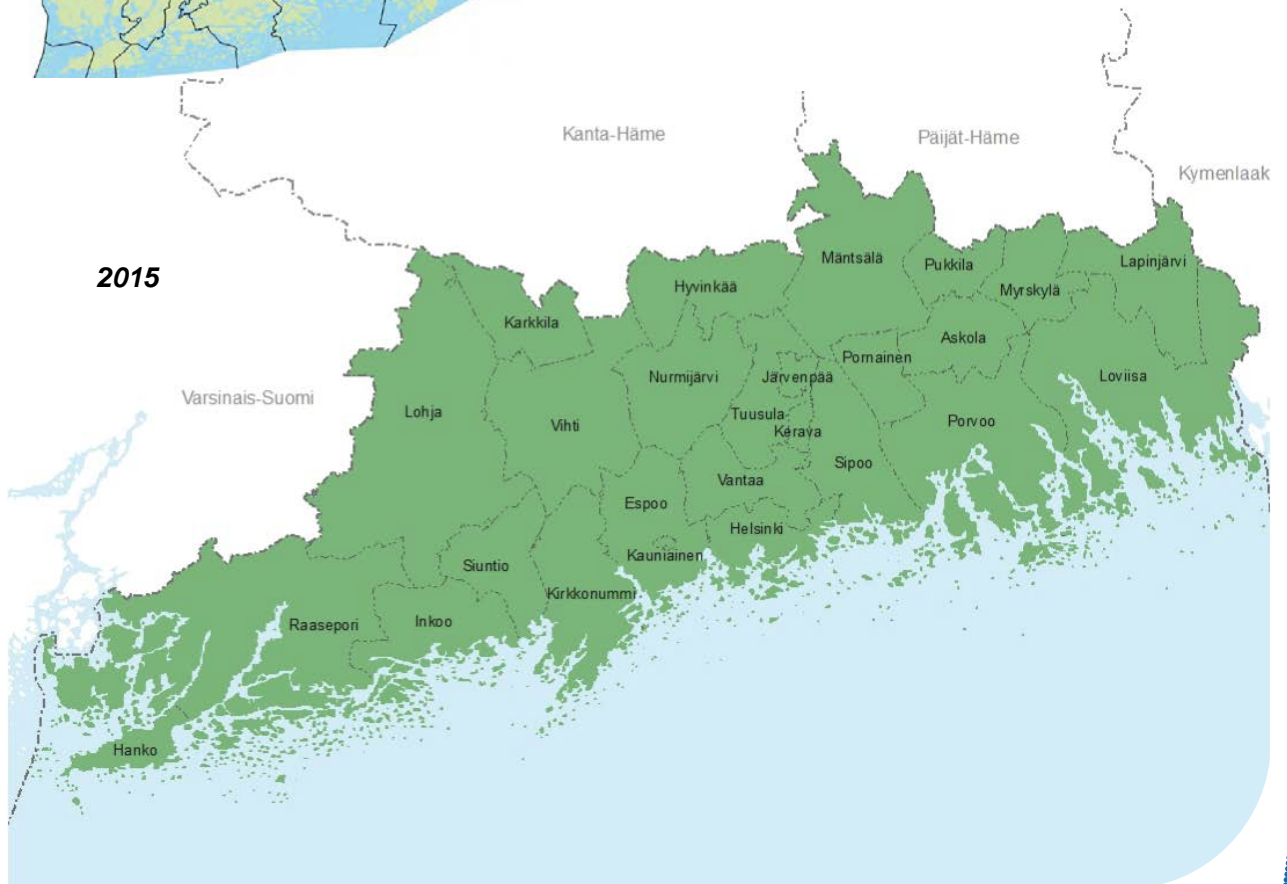 Kanta-Häme
Päijät-Häme
Kymenlaak
2015
Varsinais-Suomi
Mäntsälä
Pukkila
Lapinjärvi
Hyvinkää
Myrskylä
Karkkila
Askola
Pornainen
Nurmijärvi
Järvenpää
Loviisa
Lohja
Vihti
Tuusula
Kerava
Porvoo
Sipoo
Vantaa
Espoo
Helsinki
Kauniainen
Siuntio
Kirkkonummi
Raasepori
Inkoo
Hanko